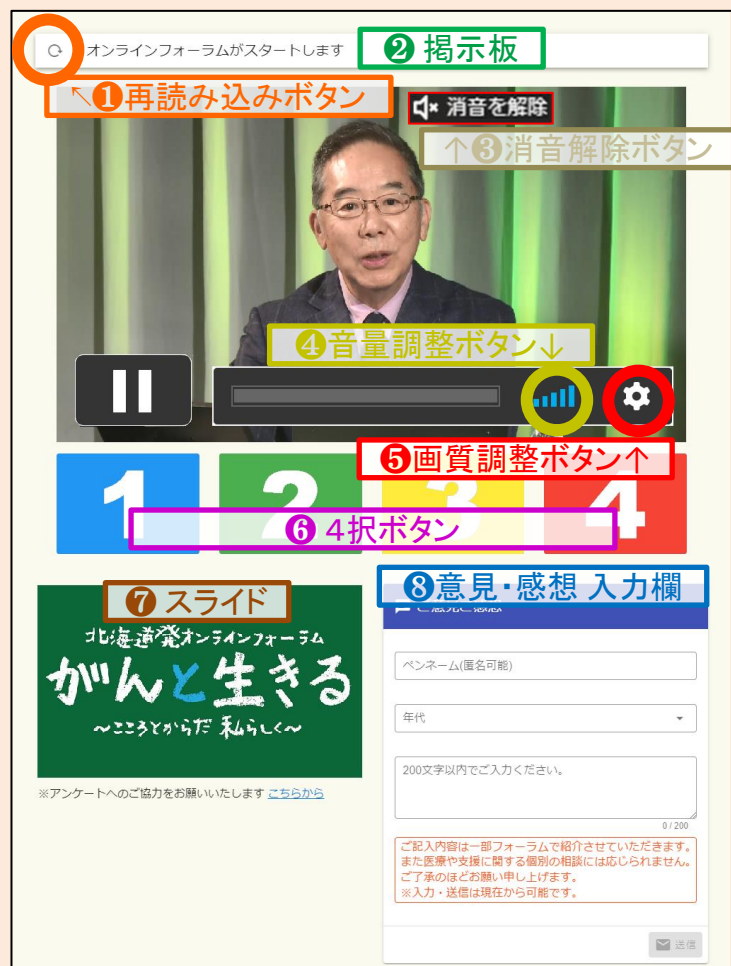 オンラインフォーラムがスタートします
❷ 掲示板
↖❶再読み込みボタン
消音を解除
↑❸消音解除ボタン
❹音量調整ボタン↓
❺画質調整ボタン↑
1 2 3 4
❻ 4択ボタン
❼ スライド
北海道発オンラインフォーラム
がんと生きる
～こころとからだ 私らしく～
※アンケートへのご協力をお願いいたします こちらから
❽意見・感想 入力欄
ご意見ご感想
ペンネーム(匿名可能)
年代
200文字以内でご入力ください。
0 / 200
ご記入内容は一部フォーラムで紹介させていただきます。
また医療や支援に関する個別の相談には応じられません。
ご了承のほどお願い申し上げます。
※入力・送信は現在から可能です。
送信